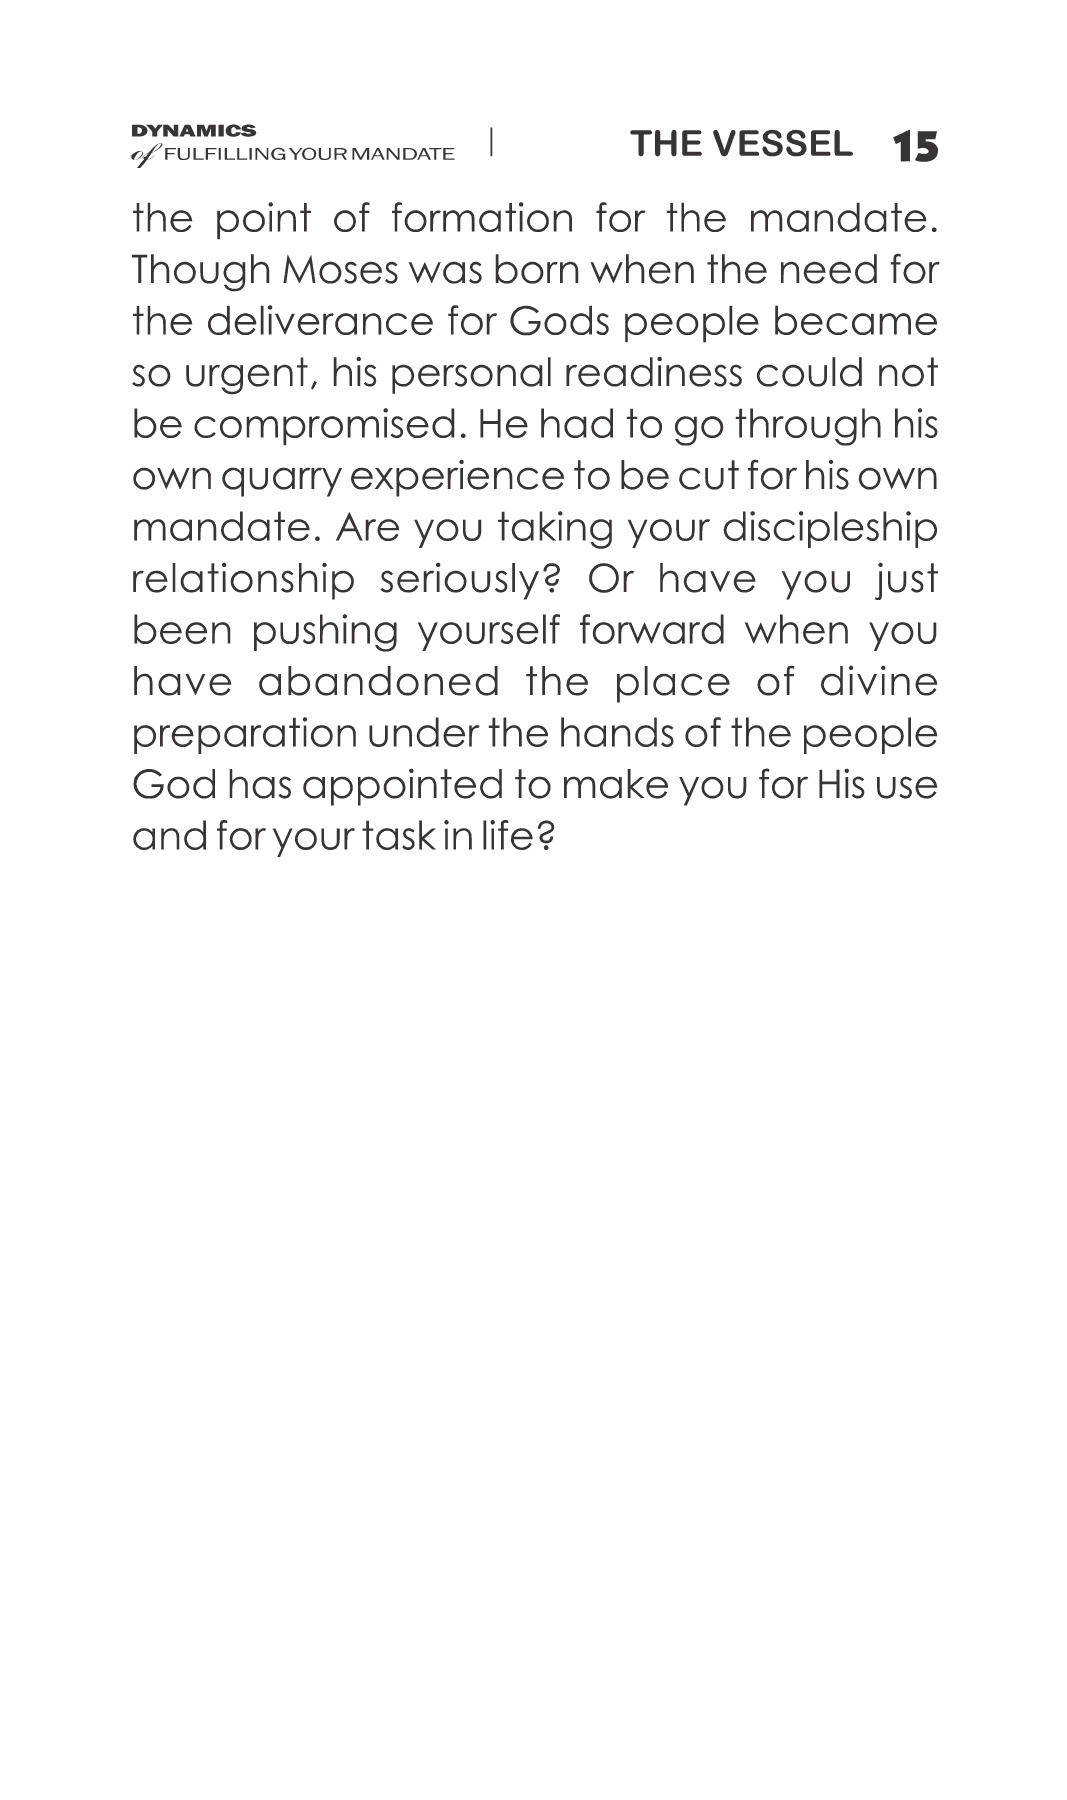 DYNAMICS
of FULFILLING YOUR MANDATE
THE VESSEL 15
the point of formation for the mandate.
Though Moses was born when the need for
the deliverance for Gods people became
so urgent, his personal readiness could not
be compromised. He had to go through his
own quarry experience to be cut for his own
mandate. Are you taking your discipleship
relationship seriously? Or have you just
been pushing yourself forward when you
have abandoned the place of divine
preparation under the hands of the people
God has appointed to make you for His use
and for your task in life?